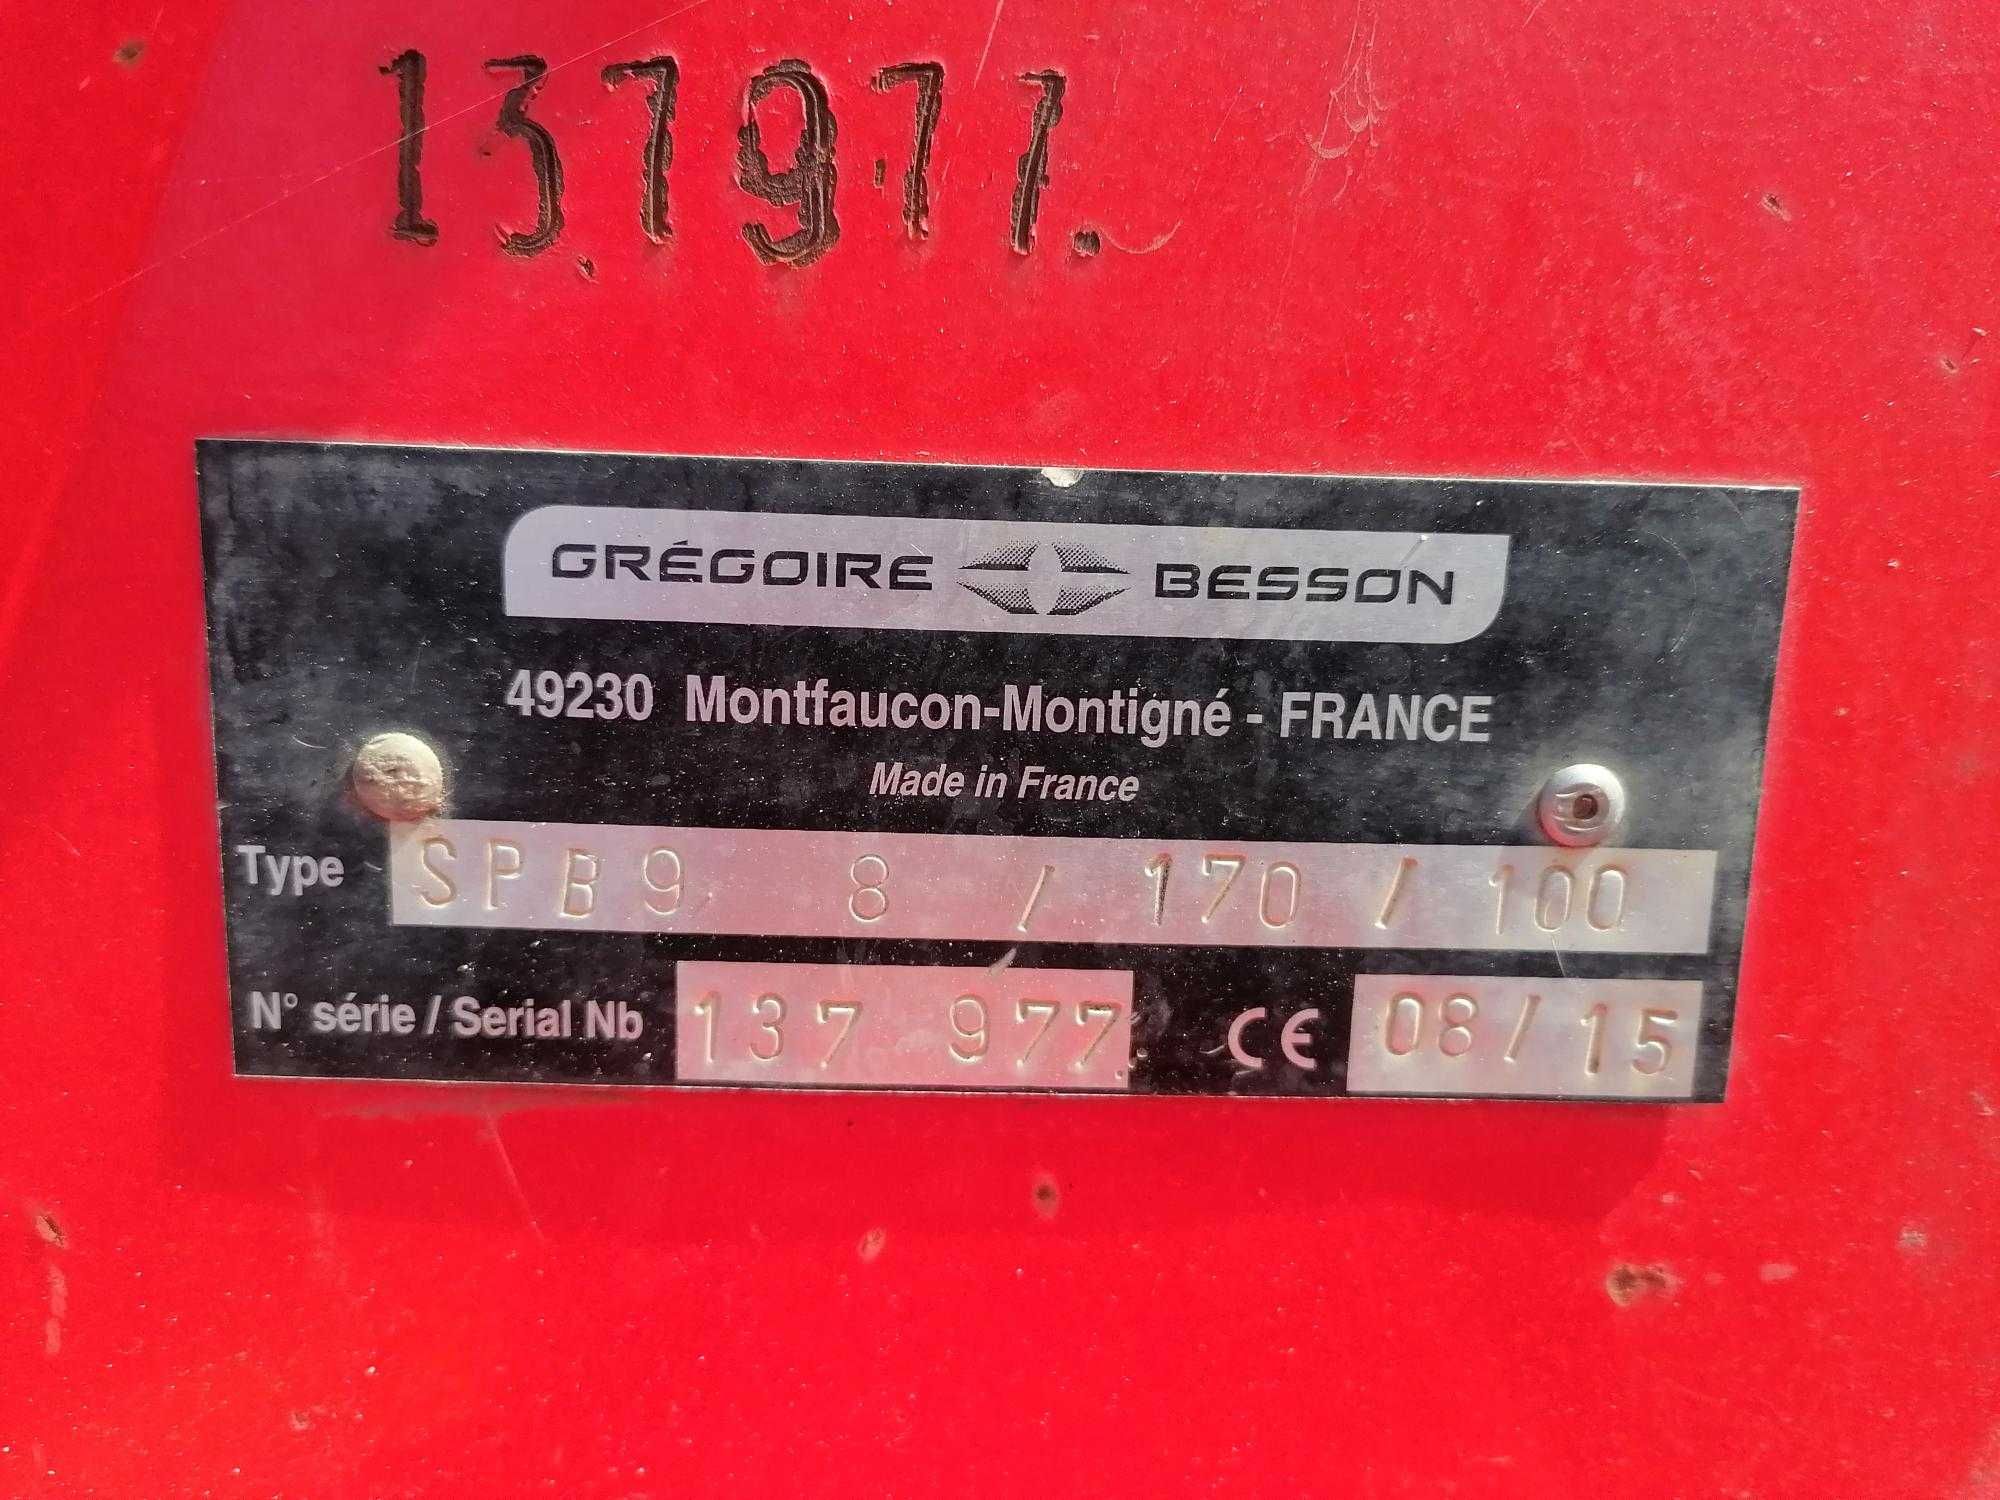 137977.
GRÉGOIRE BESSON
49230 Montfaucon-Montigné - FRANCE
Made in France
Type SPB9 8 / 170 / 100
N° série / Serial Nb 137 977. CE 08/15